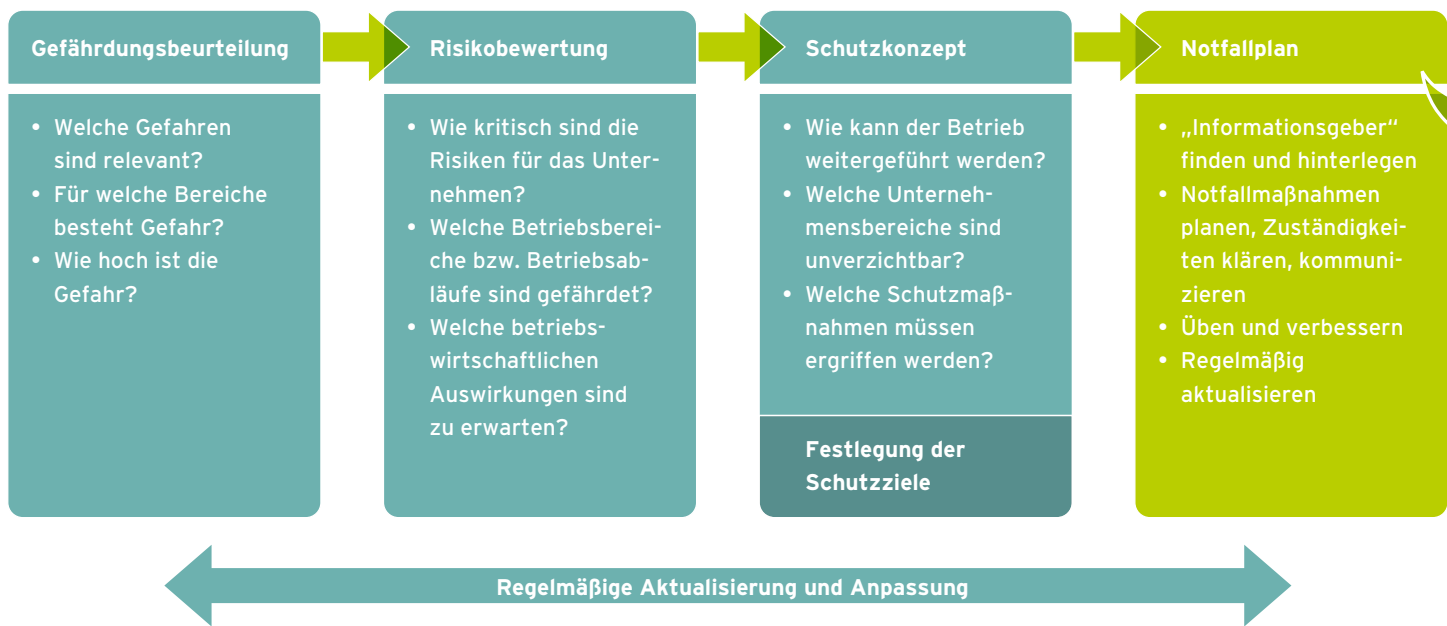 Gefährdungsbeurteilung
• Welche Gefahren
sind relevant?
• Für welche Bereiche
besteht Gefahr?
• Wie hoch ist die
Gefahr?
Risikobewertung
• Wie kritisch sind die
Risiken für das Unter-
nehmen?
• Welche Betriebsberei-
che bzw. Betriebsab-
läufe sind gefährdet?
• Welche betriebs-
wirtschaftlichen
Auswirkungen sind
zu erwarten?
Schutzkonzept
• Wie kann der Betrieb
weitergeführt werden?
• Welche Unterneh-
mensbereiche sind
unverzichtbar?
• Welche Schutzmaß-
nahmen müssen
ergriffen werden?
Festlegung der
Schutzziele
Notfallplan
• „Informationsgeber“
finden und hinterlegen
• Notfallmaßnahmen
planen, Zuständigkei-
ten klären, kommuni-
zieren
• Üben und verbessern
• Regelmäßig
aktualisieren
Regelmäßige Aktualisierung und Anpassung